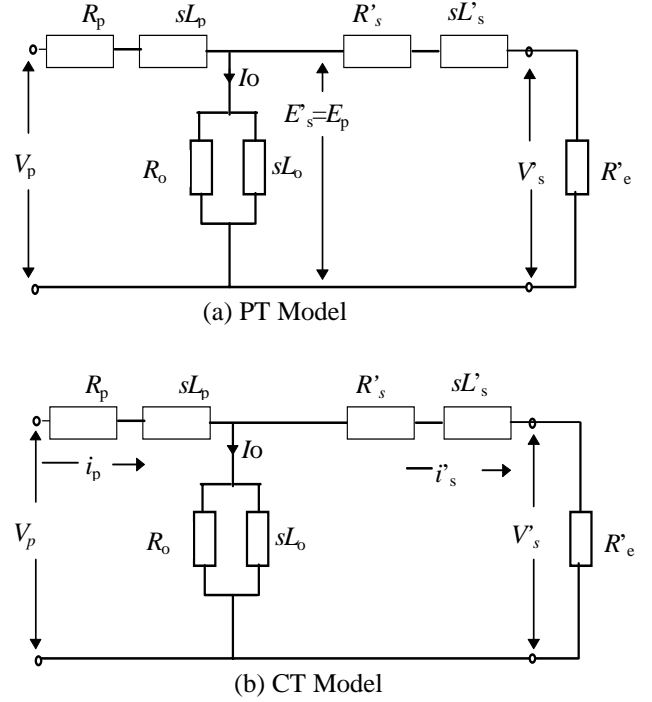 Rp sLp R's sL's
Io
E's=Ep
Vp Ro sLo V's R'e
(a) PT Model
Rp sLp R's sL's
Io
ip i's
Vp Ro sLo V's R'e
(b) CT Model